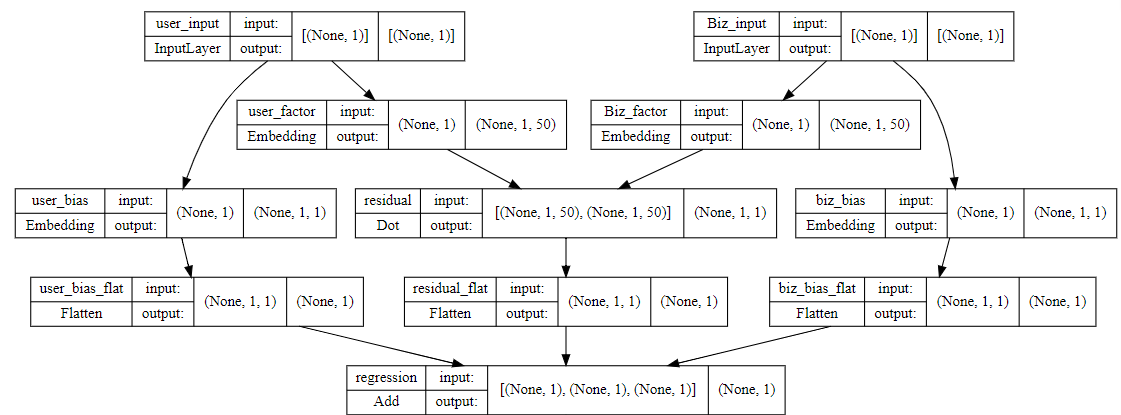 user_input input: [(None, 1)] [(None, 1)]
InputLayer output:
Biz_input input: [(None, 1)] [(None, 1)]
InputLayer output:
user_factor input: (None, 1) (None, 1, 50)
Embedding output:
Biz_factor input: (None, 1) (None, 1, 50)
Embedding output:
user_bias input: (None, 1) (None, 1, 1)
Embedding output:
residual input: [(None, 1, 50), (None, 1, 50)] (None, 1, 1)
Dot output:
biz_bias input: (None, 1) (None, 1, 1)
Embedding output:
user_bias_flat input: (None, 1, 1) (None, 1)
Flatten output:
residual_flat input: (None, 1, 1) (None, 1)
Flatten output:
biz_bias_flat input: (None, 1, 1) (None, 1)
Flatten output:
regression input: [(None, 1), (None, 1), (None, 1)] (None, 1)
Add output: